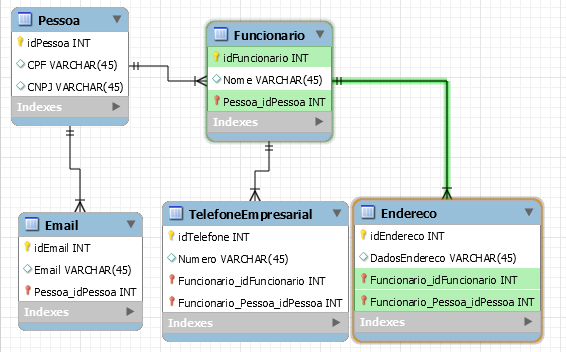 Pessoa
idPessoa INT
CPF VARCHAR(45)
CNPJ VARCHAR(45)
Indexes
Funcionario
idFuncionario INT
Nome VARCHAR(45)
Pessoa_idPessoa INT
Indexes
Email
idEmail INT
Email VARCHAR(45)
Pessoa_idPessoa INT
Indexes
TelefoneEmpresarial
idTelefone INT
Numero VARCHAR(45)
Funcionario_idFuncionario INT
Funcionario_Pessoa_idPessoa INT
Indexes
Endereco
idEndereco INT
DadosEndereco VARCHAR(45)
Funcionario_idFuncionario INT
Funcionario_Pessoa_idPessoa INT
Indexes